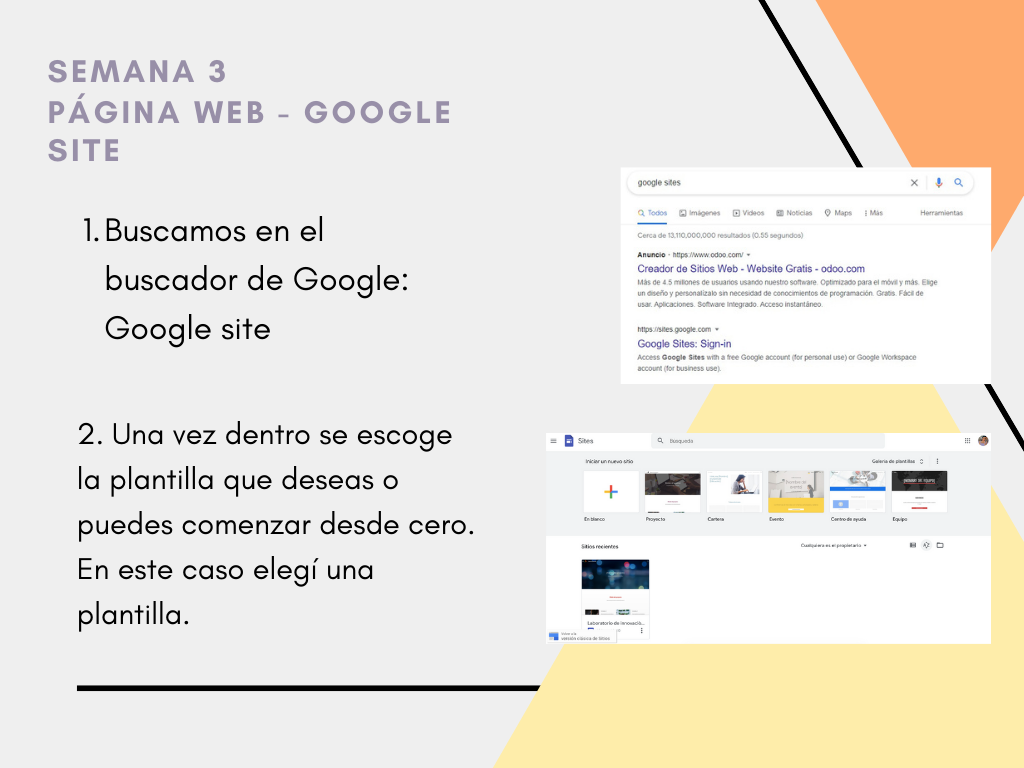 SEMANA 3
PÁGINA WEB - GOOGLE
SITE
1. Buscamos en el
buscador de Google:
Google site
2. Una vez dentro se escoge
la plantilla que deseas o
puedes comenzar desde cero.
En este caso elegí una
plantilla.
google sites
Todos Imágenes Videos Noticias Maps Más Herramientas
Cerca de 13,110,000,000 resultados (0.55 segundos)
Anuncio · https://www.odoo.com/
Creador de Sitios Web - Website Gratis - odoo.com
Más de 4.5 millones de usuarios usando nuestro software. Optimizado para el móvil y más. Elige
un diseño y personalízalo sin necesidad de conocimientos de programación. Gratis. Fácil de
usar. Aplicaciones. Software Integrado. Acceso instantáneo.
https://sites.google.com
Google Sites: Sign-in
Access Google Sites with a free Google account (for personal use) or Google Workspace
account (for business use).
Sites Búsqueda
Iniciar un nuevo sitio Galería de plantillas
En blanco Proyecto Cartera Evento Centro de ayuda Equipo
Sitios recientes Cualquiera es el propietario
Laboratorio de Innovació...
versión clásica de Sites